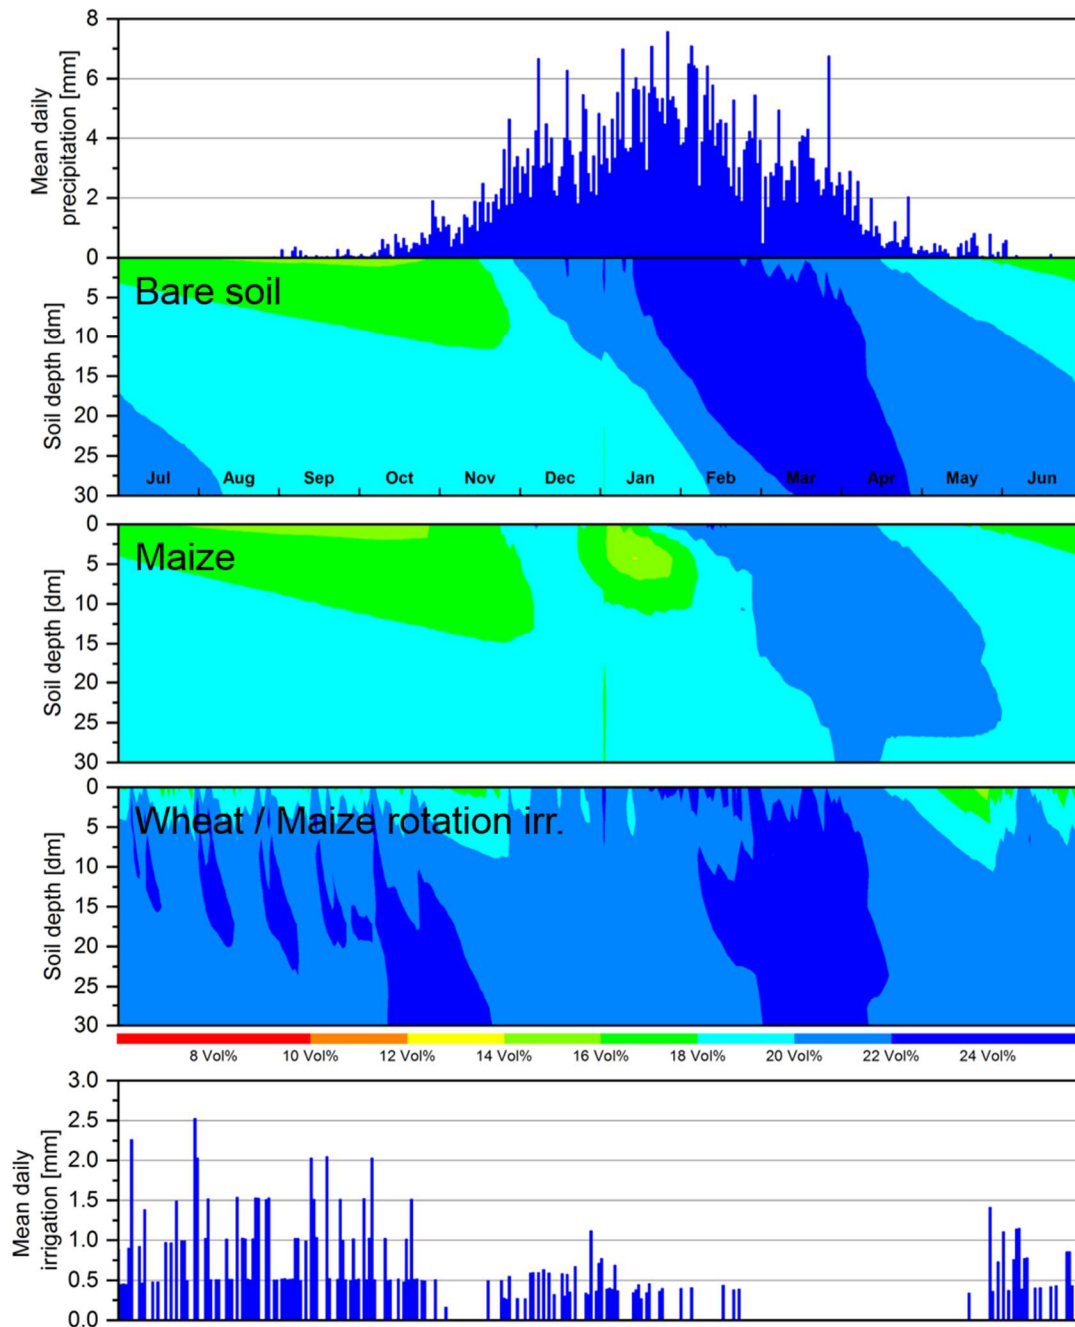 8
6
4
2
0
Mean daily
precipitation [mm]
Bare soil
5
10
15
20
25
30
Soil depth [dm]
Jul Aug Sep Oct Nov Dec Jan Feb Mar Apr May Jun
0
5
10
15
20
25
30
Soil depth [dm]
Maize
0
5
10
15
20
25
30
Soil depth [dm]
Wheat / Maize rotation irr.
8 Vol% 10 Vol% 12 Vol% 14 Vol% 16 Vol% 18 Vol% 20 Vol% 22 Vol% 24 Vol%
3.0
2.5
2.0
1.5
1.0
0.5
0.0
Mean daily
irrigation [mm]